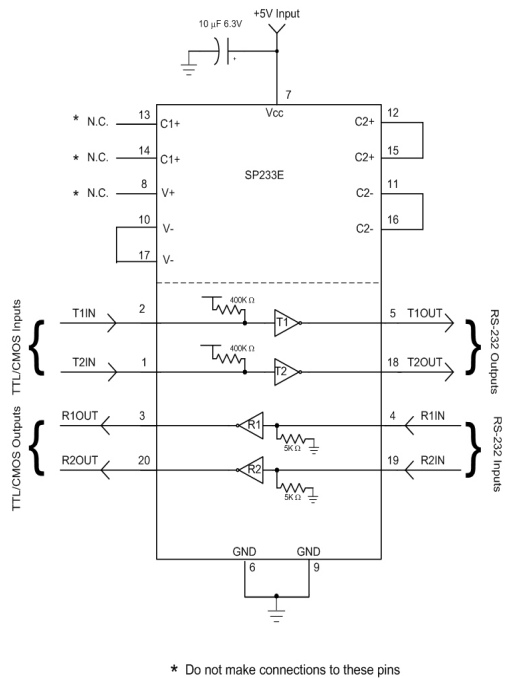 +5V Input
10 µF 6.3V
+
7
Vcc
* N.C. 13 C1+
12 C2+
* N.C. 14 C1+
15 C2+
SP233E
* N.C. 8 V+
11 C2-
10 V-
16 C2-
17 V-
TTL/CMOS Inputs
T1IN 2 400K Ω T1 5 T1OUT
T2IN 1 400K Ω T2 18 T2OUT
RS-232 Outputs
TTL/CMOS Outputs
R1OUT 3 R1 5K Ω 4 R1IN
R2OUT 20 R2 5K Ω 19 R2IN
RS-232 Inputs
GND GND
6 9
* Do not make connections to these pins